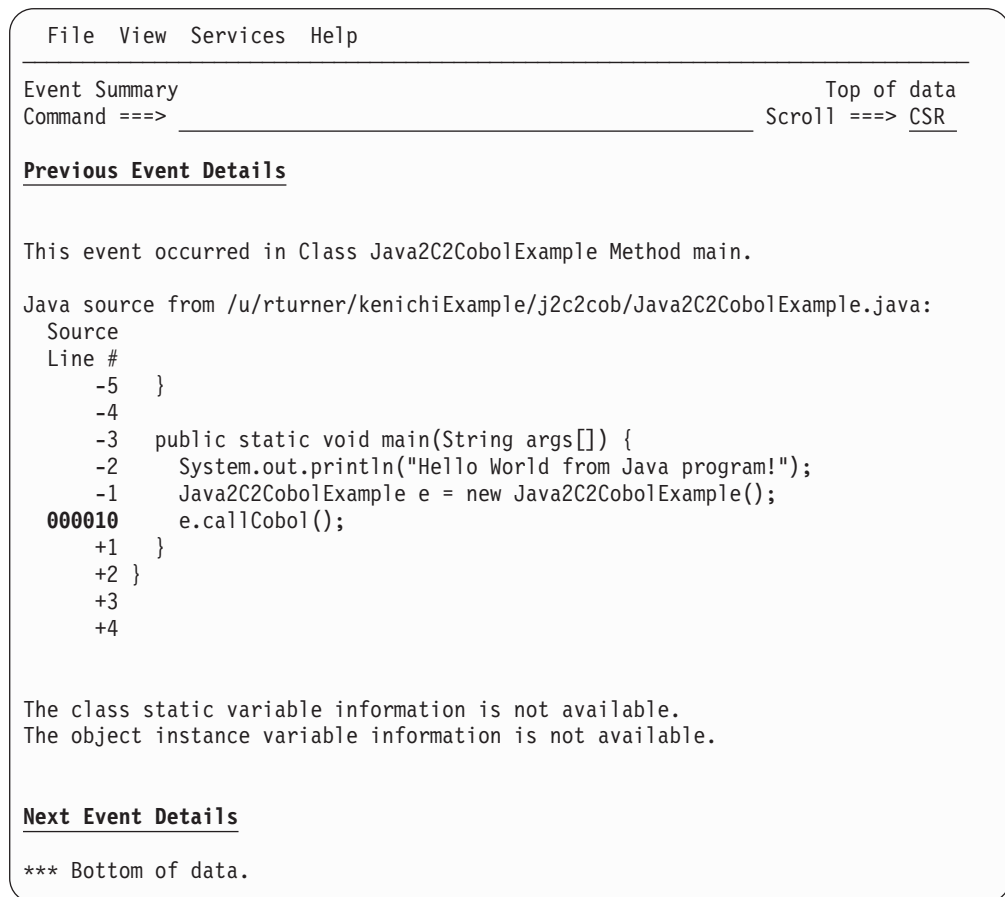 File  View  Services  Help
Event Summary                                                      Top of data
Command ===>                                                  Scroll ===> CSR
Previous Event Details
This event occurred in Class Java2C2CobolExample Method main.
Java source from /u/rturner/kenichiExample/j2c2cob/Java2C2CobolExample.java:
  Source
  Line #
      -5   }
      -4
      -3   public static void main(String args[]) {
      -2     System.out.println("Hello World from Java program!");
      -1     Java2C2CobolExample e = new Java2C2CobolExample();
  000010     e.callCobol();
      +1   }
      +2 }
      +3
      +4
The class static variable information is not available.
The object instance variable information is not available.
Next Event Details
*** Bottom of data.